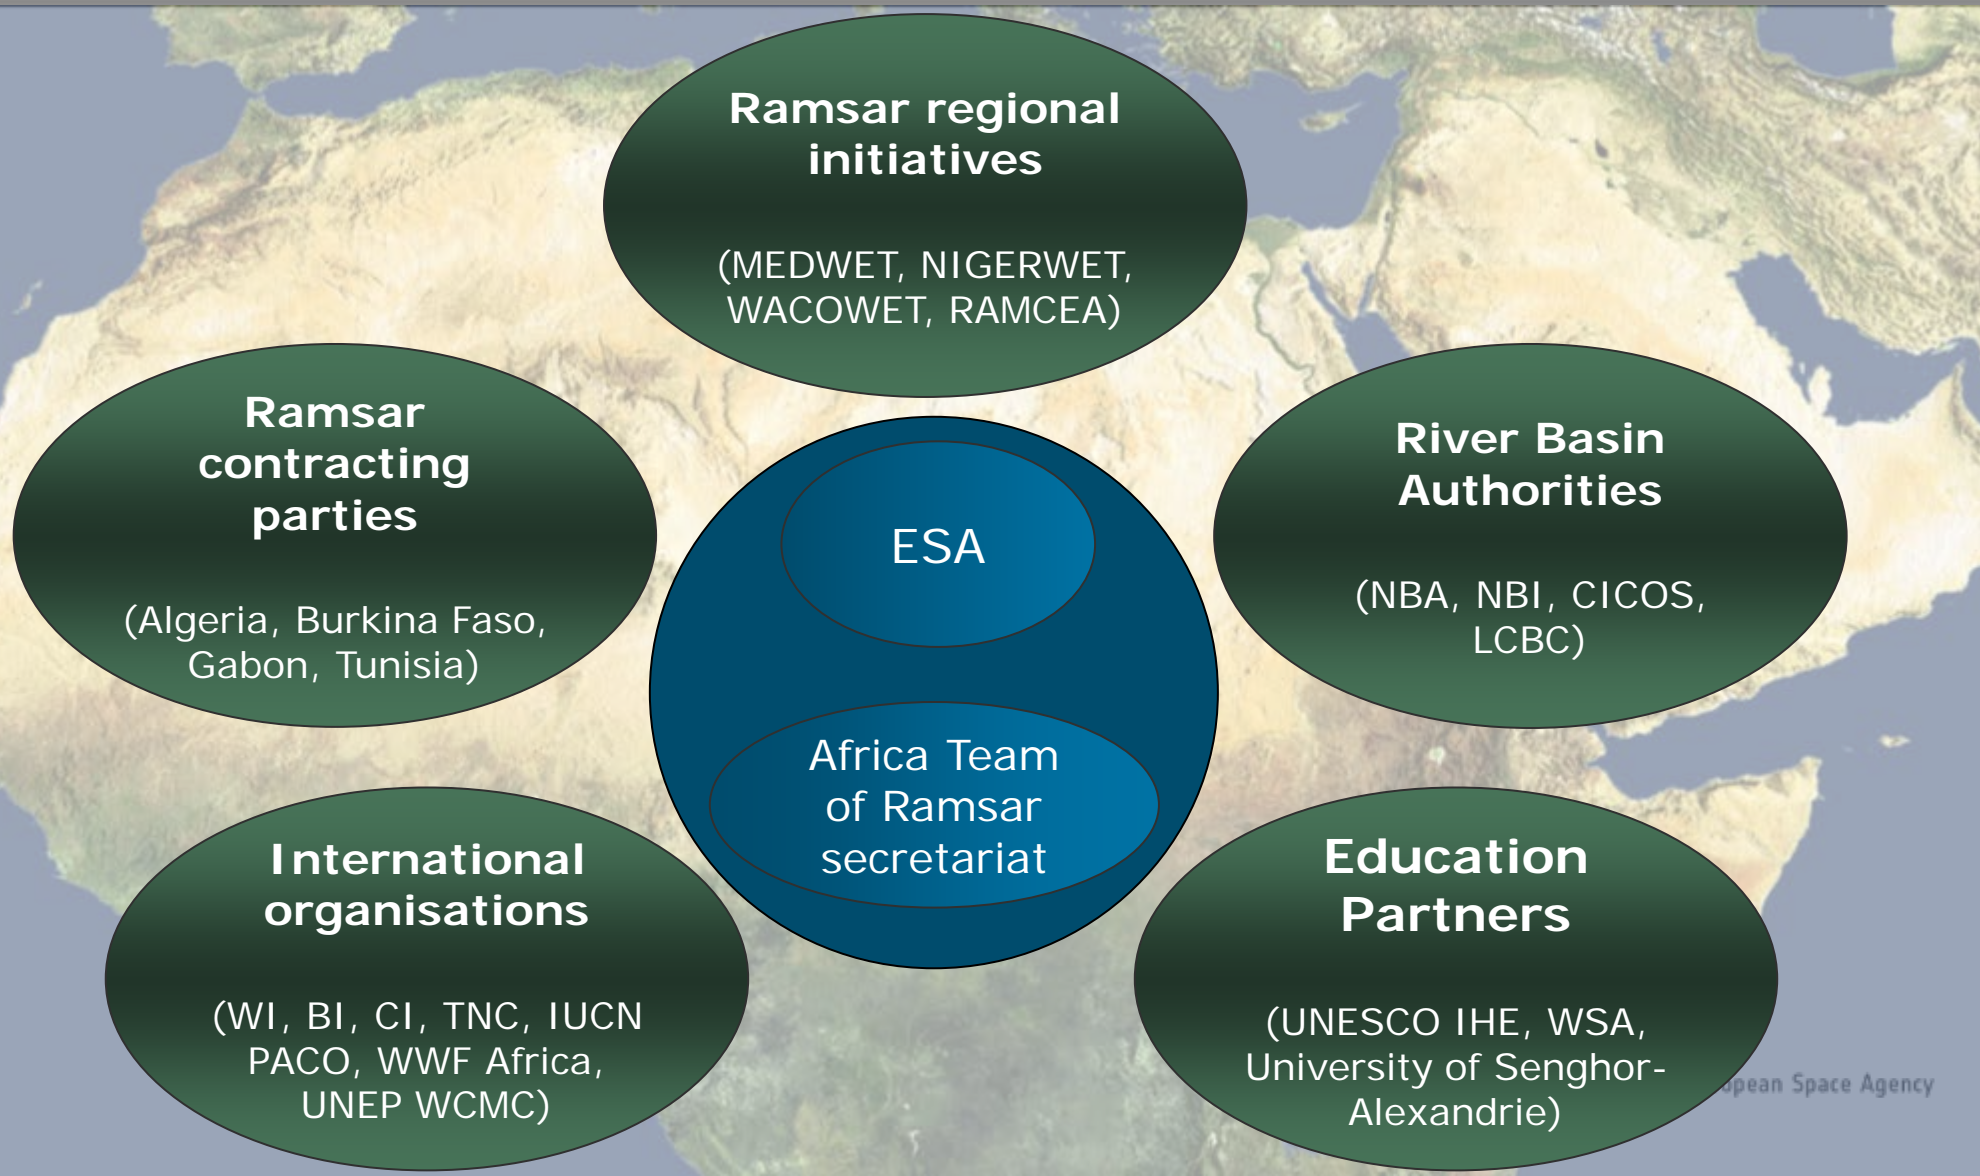 Ramsar regional
initiatives
(MEDWET, NIGERWET,
WACOWET, RAMCEA)
Ramsar
contracting
parties
(Algeria, Burkina Faso,
Gabon, Tunisia)
ESA
Africa Team
of Ramsar
secretariat
River Basin
Authorities
(NBA, NBI, CICOS,
LCBC)
International
organisations
(WI, BI, CI, TNC, IUCN
PACO, WWF Africa,
UNEP WCMC)
Education
Partners
(UNESCO IHE, WSA,
University of Senghor-
Alexandrie)
Space Agency